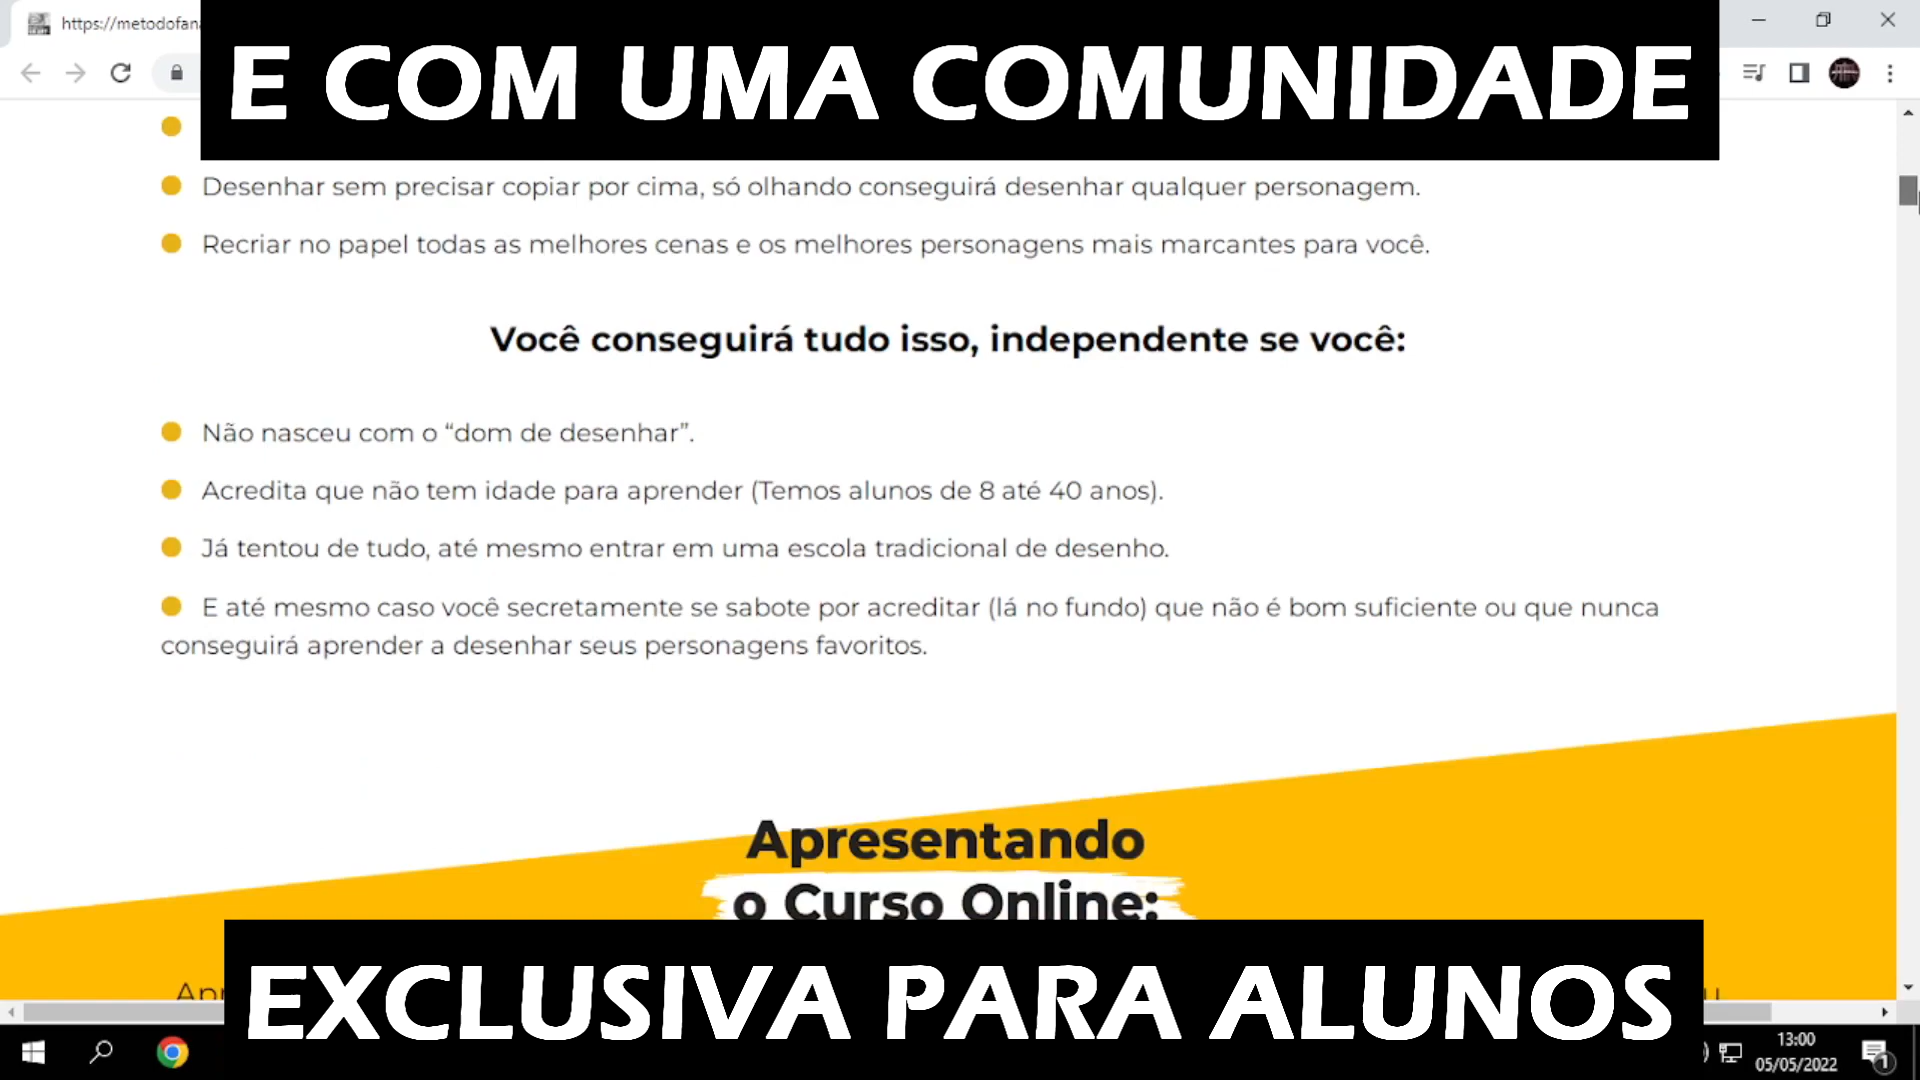 https://metodofan
E COM UMA COMUNIDADE
Desenhar sem precisar copiar por cima, só olhando conseguirá desenhar qualquer personagem.
Recriar no papel todas as melhores cenas e os melhores personagens mais marcantes para você.
Você conseguirá tudo isso, independente se você:
Não nasceu com o “dom de desenhar”.
Acredita que não tem idade para aprender (Temos alunos de 8 até 40 anos).
Já tentou de tudo, até mesmo entrar em uma escola tradicional de desenho.
E até mesmo caso você secretamente se sabote por acreditar (lá no fundo) que não é bom suficiente ou que nunca
conseguirá aprender a desenhar seus personagens favoritos.
Apresentando
o Curso Online:
EXCLUSIVA PARA ALUNOS
13:00
05/05/2022
1